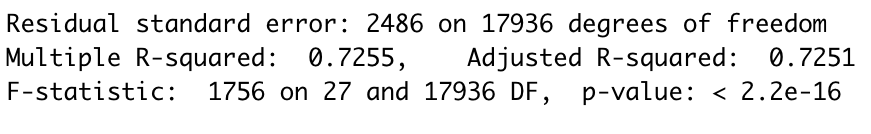 Residual standard error: 2486 on 17936 degrees of freedom
Multiple R-squared:  0.7255,    Adjusted R-squared:  0.7251
F-statistic:  1756 on 27 and 17936 DF,  p-value: < 2.2e-16